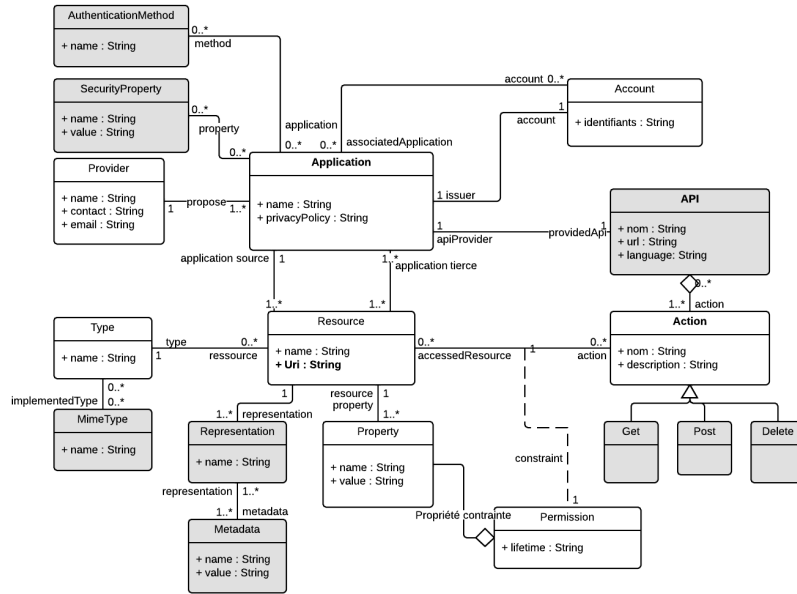 AuthenticationMethod
+ name : String
0..*
method
SecurityProperty
+ name : String
+ value : String
0..*
property
0..*
application
0..*
0..*
associatedApplication
account 0..*
1
account
Account
+ identifiants : String
Provider
+ name : String
+ contact : String
+ email : String
1
propose
1..*
Application
+ name : String
+ privacyPolicy : String
1 issuer
1
apiProvider
providedApi
1
API
+ nom : String
+ url : String
+ language: String
0..*
1..*
action
application source
1
1..*
application tierce
1..*
1..*
Type
+ name : String
type
1
0..*
ressource
Resource
+ name : String
+ Uri : String
0..*
accessedResource
1
0..*
action
Action
+ nom : String
+ description : String
0..*
implementedType
0..*
MimeType
+ name : String
1
1..*
representation
resource
property
1
1..*
Representation
+ name : String
Property
+ name : String
+ value : String
Get
Post
Delete
constraint
representation
1..*
1..*
metadata
Metadata
+ name : String
+ value : String
Propriété contrainte
1
Permission
+ lifetime : String